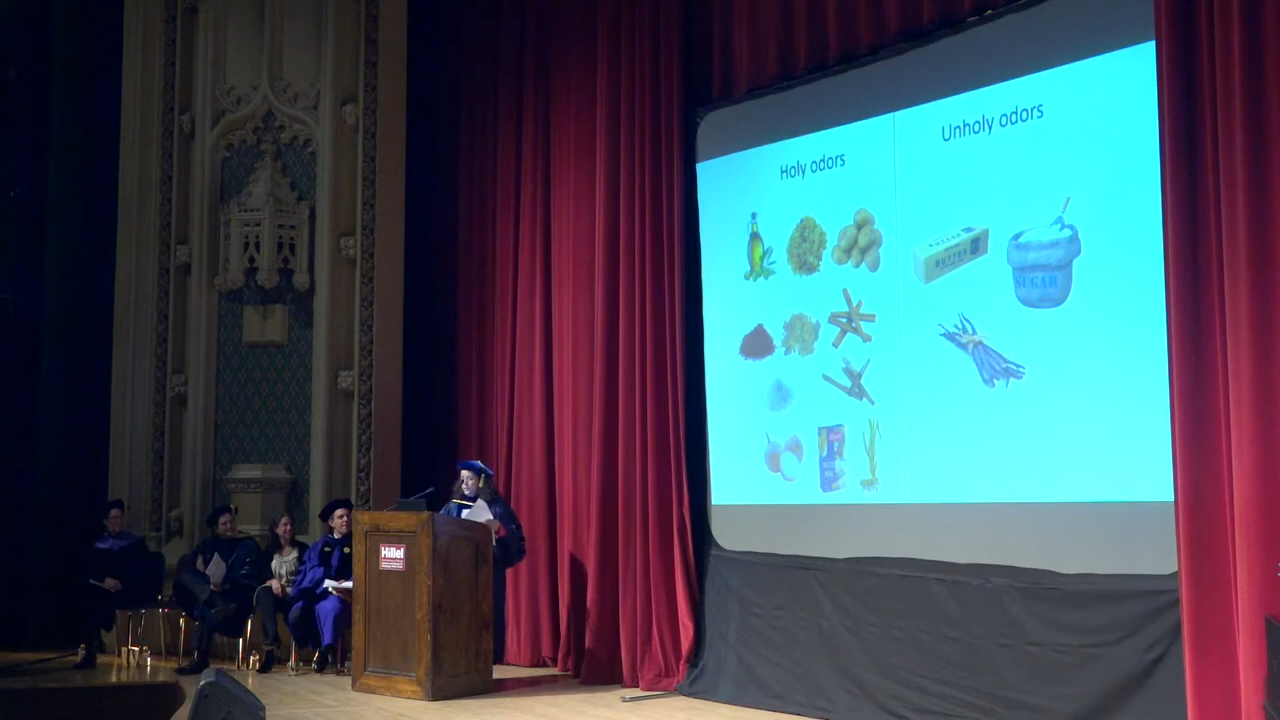 Holy odors
Unholy odors
BUTTER
SUGAR
Hillel